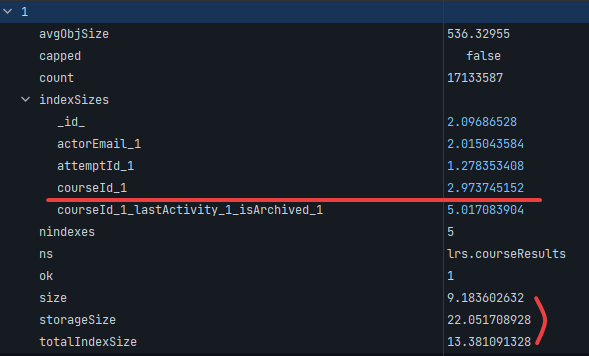 1
avgObjSize 536.32955
capped false
count 17133587
indexSizes
_id_ 2.09686528
actorEmail_1 2.015043584
attemptId_1 1.278353408
courseId_1 2.973745152
courseId_1_lastActivity_1_isArchived_1 5.017083904
nindexes 5
ns lrs.courseResults
ok 1
size 9.183602632
storageSize 22.051708928
totalIndexSize 13.381091328